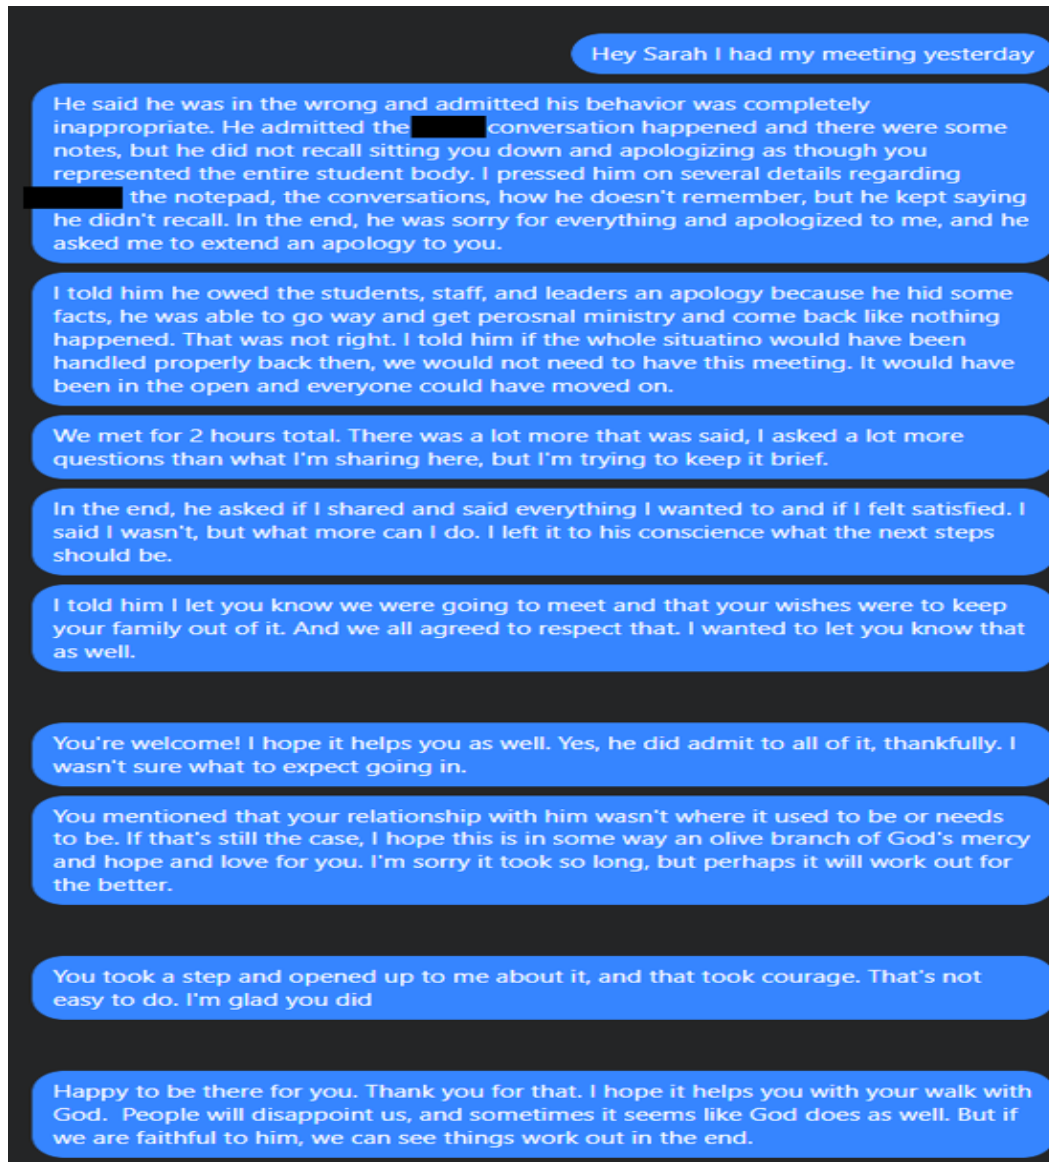 Hey Sarah I had my meeting yesterday
He said he was in the wrong and admitted his behavior was completely
inappropriate. He admitted the conversation happened and there were some
notes, but he did not recall sitting you down and apologizing as though you
represented the entire student body. I pressed him on several details regarding
the notepad, the conversations, how he doesn't remember, but he kept saying
he didn't recall. In the end, he was sorry for everything and apologized to me, and he
asked me to extend an apology to you.
I told him he owed the students, staff, and leaders an apology because he hid some
facts, he was able to go way and get perosnal ministry and come back like nothing
happened. That was not right. I told him if the whole situatino would have been
handled properly back then, we would not need to have this meeting. It would have
been in the open and everyone could have moved on.
We met for 2 hours total. There was a lot more that was said, I asked a lot more
questions than what I'm sharing here, but I'm trying to keep it brief.
In the end, he asked if I shared and said everything I wanted to and if I felt satisfied. I
said I wasn't, but what more can I do. I left it to his conscience what the next steps
should be.
I told him I let you know we were going to meet and that your wishes were to keep
your family out of it. And we all agreed to respect that. I wanted to let you know that
as well.
You're welcome! I hope it helps you as well. Yes, he did admit to all of it, thankfully. I
wasn't sure what to expect going in.
You mentioned that your relationship with him wasn't where it used to be or needs
to be. If that's still the case, I hope this is in some way an olive branch of God's mercy
and hope and love for you. I'm sorry it took so long, but perhaps it will work out for
the better.
You took a step and opened up to me about it, and that took courage. That's not
easy to do. I'm glad you did
Happy to be there for you. Thank you for that. I hope it helps you with your walk with
God. People will disappoint us, and sometimes it seems like God does as well. But if
we are faithful to him, we can see things work out in the end.